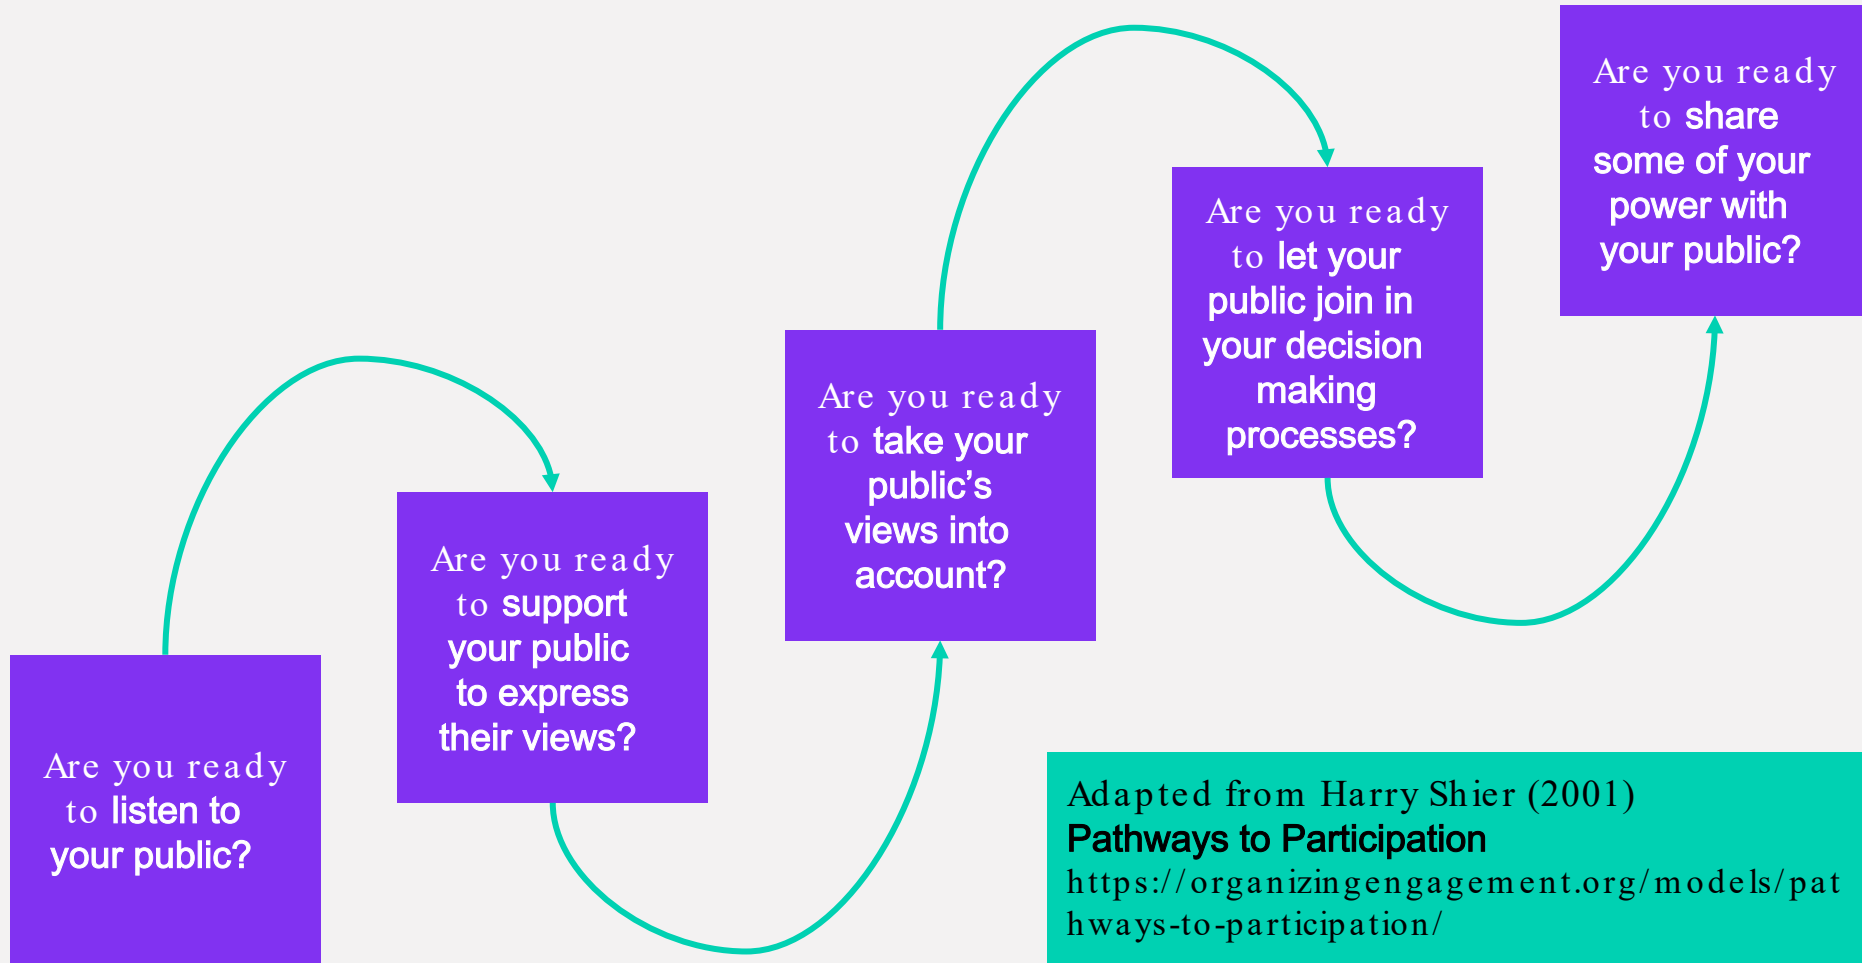 Are you ready
to listen to
your public?
Are you ready
to support
your public
to express
their views?
Are you ready
to take your
public’s
views into
account?
Are you ready
to let your
public join in
your decision
making
processes?
Are you ready
to share
some of your
power with
your public?
Adapted from Harry Shier (2001)
Pathways to Participation
https://organizingengagement.org/models/pat
hways-to-participation/